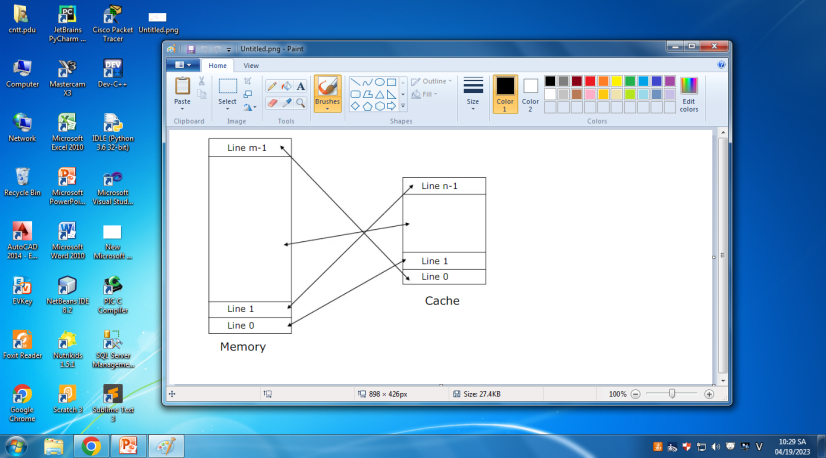 cntt.pdu
JetBrains PyCharm ...
Cisco Packet Tracer
Untitled.png
Computer
Mastercam X3
Dev-C++
Network
Microsoft Excel 2010
IDLE (Python 3.6 32-bit)
Recycle Bin
Microsoft PowerPoi...
Microsoft Visual Stud...
AutoCAD 2014 - E...
Microsoft Word 2010
New Microsoft ...
EVKey
NetBeans IDE 8.2
PIC C Compiler
Foxit Reader
SQL Server Manageme...
Google Chrome
Scratch 3
Sublime Text 3
Untitled.png - Paint
Home
View
Paste
Select
Brushes
Outline
Fill
Size
Color 1
Color 2
Edit colors
Clipboard
Image
Tools
Shapes
Colors
Line m-1
Line n-1
Line 1
Line 0
Cache
Line 1
Line 0
Memory
898 × 426px
Size: 27.4KB
100%
V
10:29 SA
04/19/2023